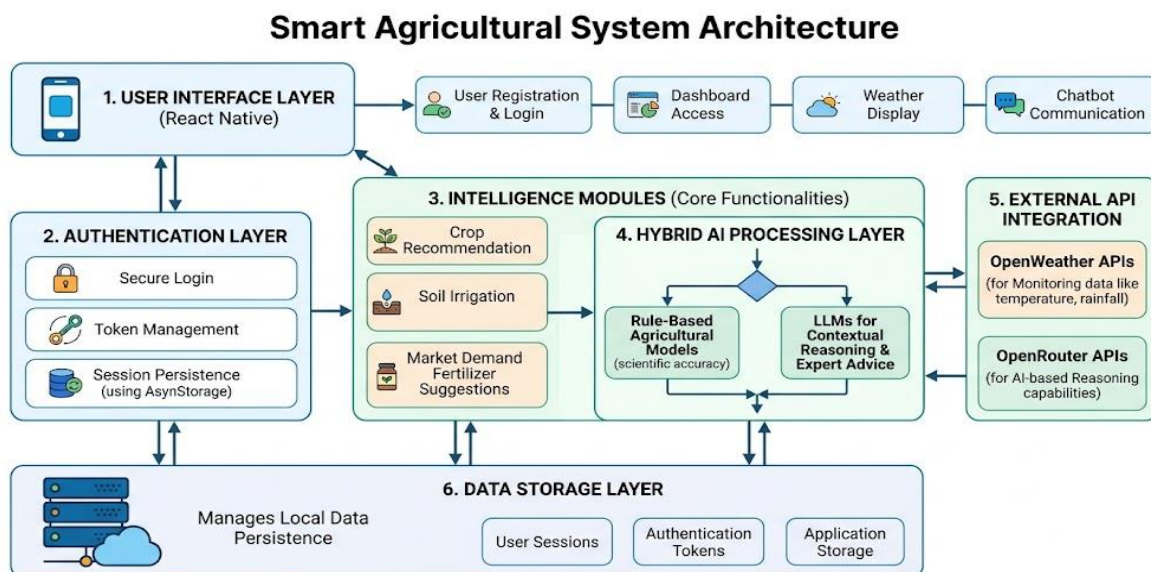 Smart Agricultural System Architecture
1. USER INTERFACE LAYER
(React Native)
User Registration
& Login
Dashboard
Access
Weather
Display
Chatbot
Communication
2. AUTHENTICATION LAYER
Secure Login
Token Management
Session Persistence
(using AsynStorage)
3. INTELLIGENCE MODULES (Core Functionalities)
Crop
Recommendation
Soil Irrigation
Market Demand
Fertilizer
Suggestions
4. HYBRID AI PROCESSING LAYER
Rule-Based
Agricultural
Models
(scientific accuracy)
LLMs for
Contextual
Reasoning &
Expert Advice
5. EXTERNAL API
INTEGRATION
OpenWeather APIs
(for Monitoring data like
temperature, rainfall)
OpenRouter APIs
(for AI-based Reasoning
capabilities)
6. DATA STORAGE LAYER
Manages Local Data
Persistence
User Sessions
Authentication
Tokens
Application
Storage